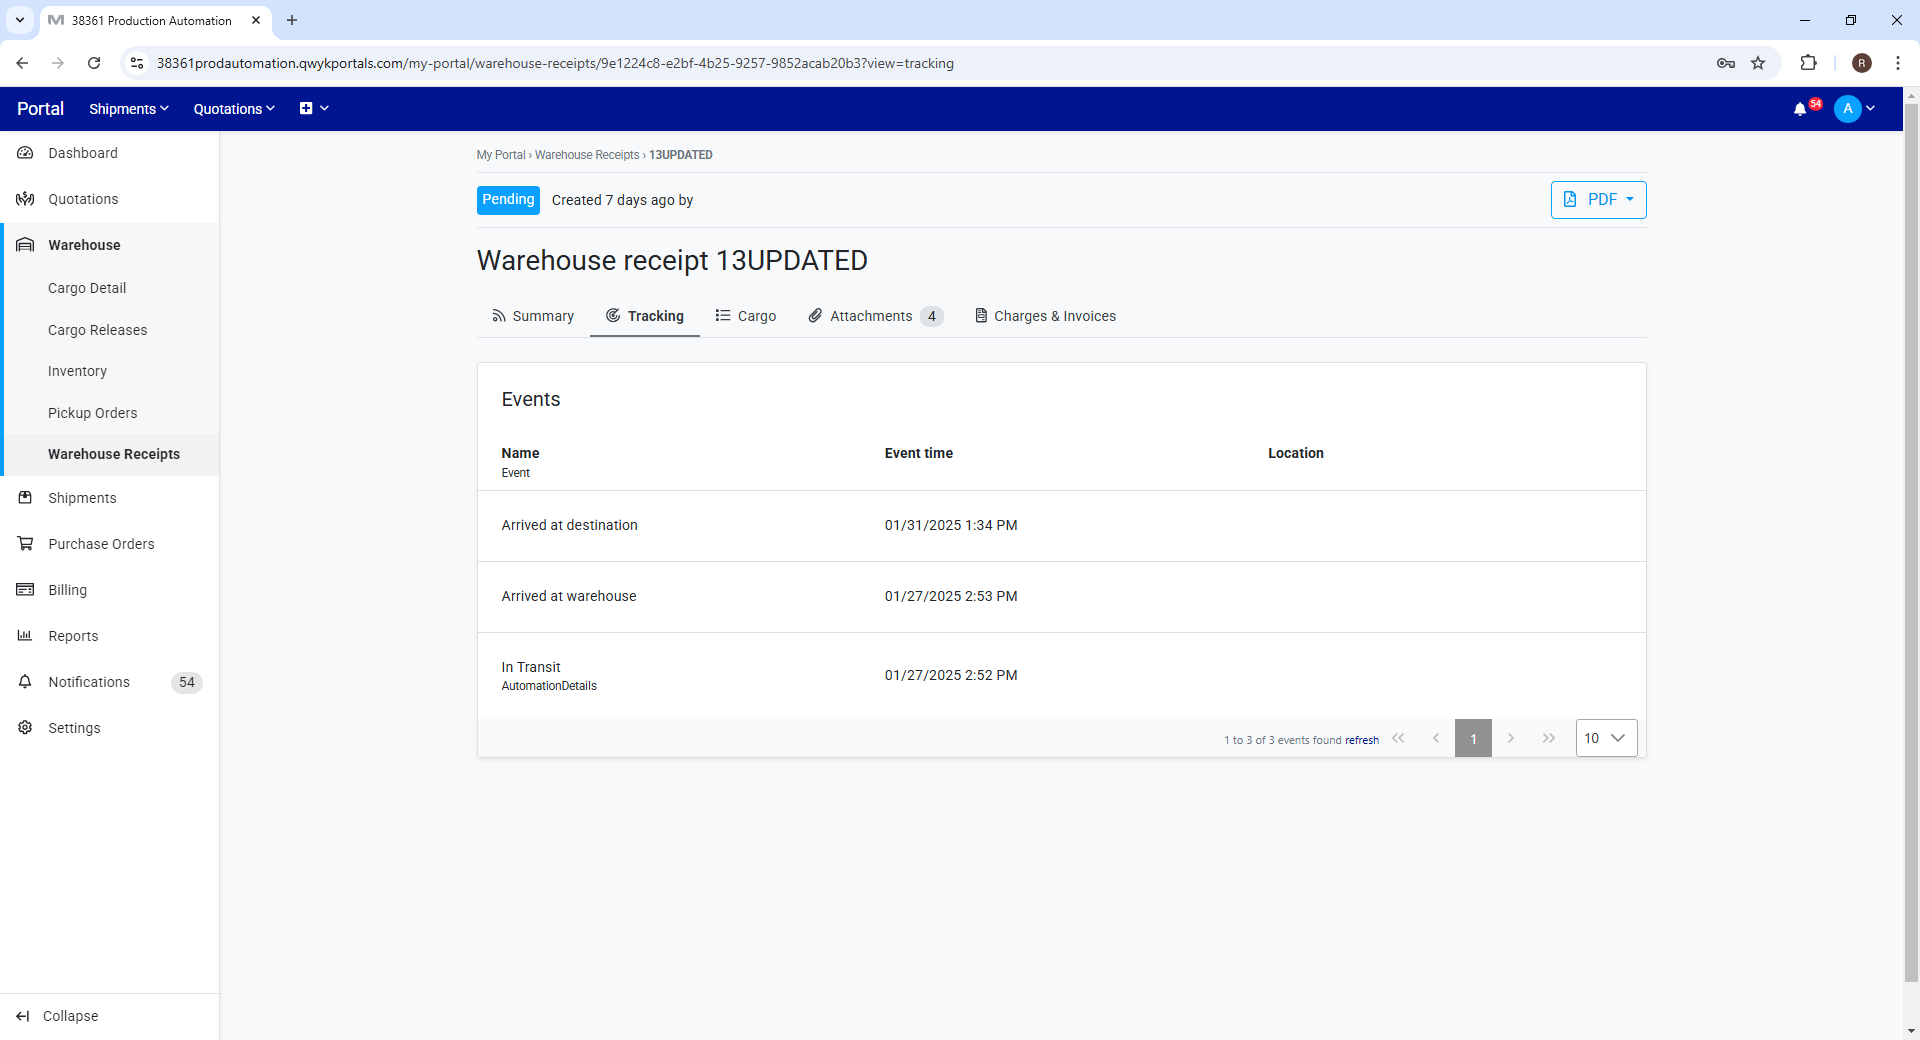 38361 Production Automation
38361prodautomation.qwykportals.com/my-portal/warehouse-receipts/9e1224c8-e2bf-4b25-9257-9852acab20b3?view=tracking
R
Portal
Shipments
Quotations
54
A
Dashboard
Quotations
Warehouse
Cargo Detail
Cargo Releases
Inventory
Pickup Orders
Warehouse Receipts
Shipments
Purchase Orders
Billing
Reports
Notifications 54
Settings
Collapse
My Portal › Warehouse Receipts › 13UPDATED
Pending Created 7 days ago by
PDF
Warehouse receipt 13UPDATED
Summary Tracking Cargo Attachments 4 Charges & Invoices
Events
Name Event time Location
Event
Arrived at destination 01/31/2025 1:34 PM
Arrived at warehouse 01/27/2025 2:53 PM
In Transit 01/27/2025 2:52 PM
AutomationDetails
1 to 3 of 3 events found refresh 1 10